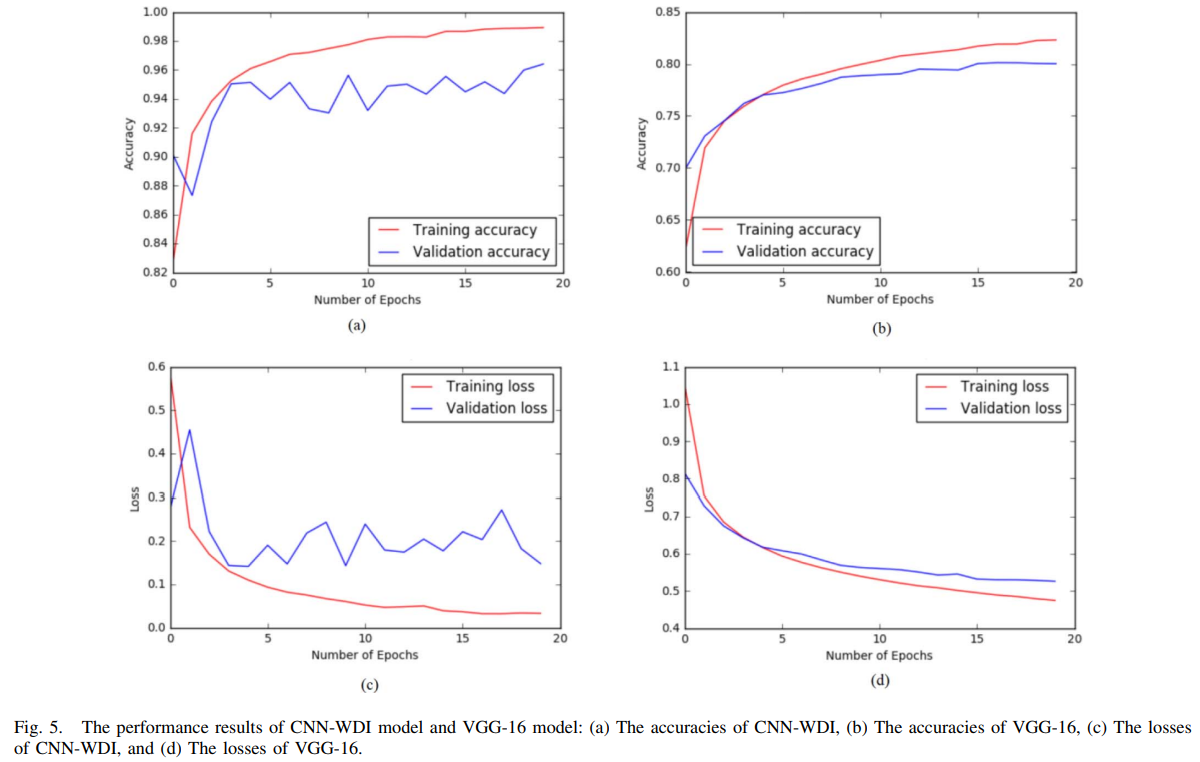 1.00
0.98
0.96
0.94
0.92
0.90
0.88
0.86
0.84
0.82
Accuracy
Training accuracy
Validation accuracy
0 5 10 15 20
Number of Epochs
(a)
0.85
0.80
0.75
0.70
0.65
0.60
Accuracy
Training accuracy
Validation accuracy
0 5 10 15 20
Number of Epochs
(b)
0.6
0.5
0.4
0.3
0.2
0.1
0.0
Loss
Training loss
Validation loss
0 5 10 15 20
Number of Epochs
(c)
1.1
1.0
0.9
0.8
0.7
0.6
0.5
0.4
Loss
Training loss
Validation loss
0 5 10 15 20
Number of Epochs
(d)
Fig. 5. The performance results of CNN-WDI model and VGG-16 model: (a) The accuracies of CNN-WDI, (b) The accuracies of VGG-16, (c) The losses
of CNN-WDI, and (d) The losses of VGG-16.